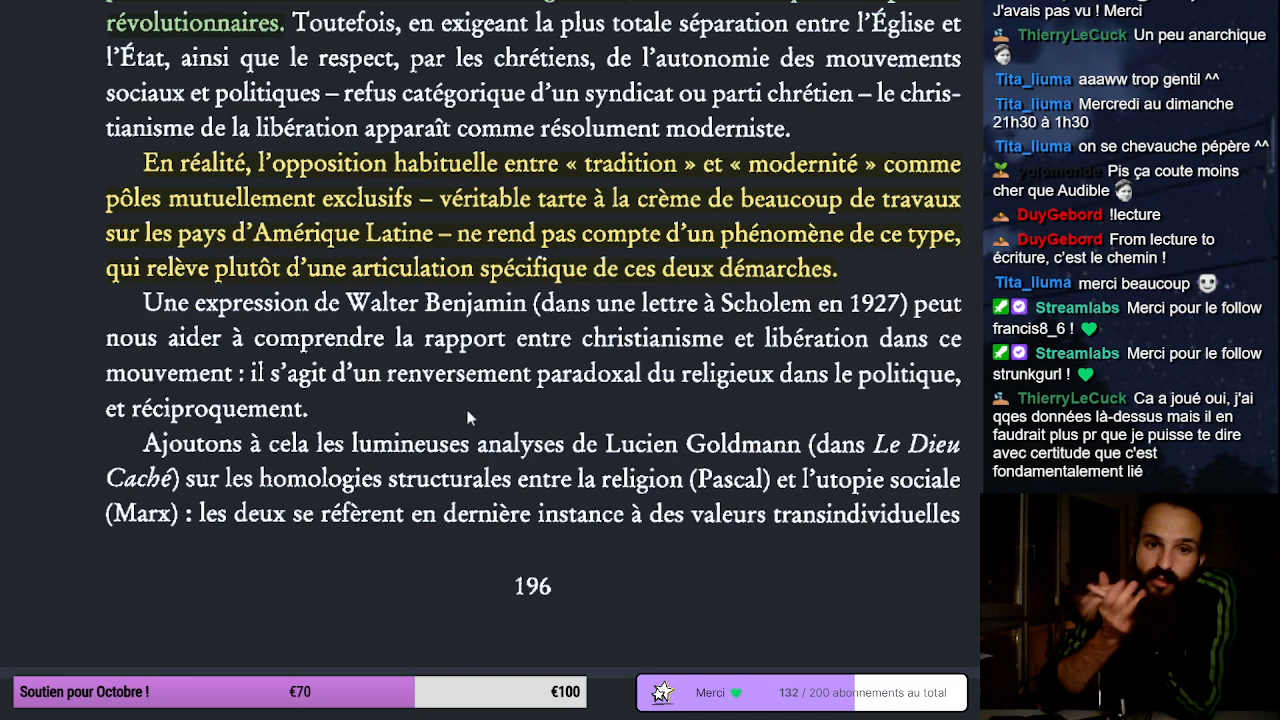 révolutionnaires. Toutefois, en exigeant la plus totale séparation entre l'Église et
l'État, ainsi que le respect, par les chrétiens, de l'autonomie des mouvements
sociaux et politiques – refus catégorique d'un syndicat ou parti chrétien – le chris-
tianisme de la libération apparaît comme résolument moderniste.
En réalité, l'opposition habituelle entre « tradition » et « modernité » comme
pôles mutuellement exclusifs – véritable tarte à la crème de beaucoup de travaux
sur les pays d'Amérique Latine – ne rend pas compte d'un phénomène de ce type,
qui relève plutôt d'une articulation spécifique de ces deux démarches.
Une expression de Walter Benjamin (dans une lettre à Scholem en 1927) peut
nous aider à comprendre la rapport entre christianisme et libération dans ce
mouvement : il s'agit d'un renversement paradoxal du religieux dans le politique,
et réciproquement.
Ajoutons à cela les lumineuses analyses de Lucien Goldmann (dans Le Dieu
Caché) sur les homologies structurales entre la religion (Pascal) et l'utopie sociale
(Marx) : les deux se réfèrent en dernière instance à des valeurs transindividuelles
196
Soutien pour Octobre ! €70 €100
Merci 132 / 200 abonnements au total
J'avais pas vu ! Merci
ThierryLeCuck Un peu anarchique
Tita_liuma aaaww trop gentil ^^
Tita_liuma Mercredi au dimanche
21h30 à 1h30
Tita_liuma on se chevauche pépère ^^
Pis ça coute moins
cher que Audible
DuyGebord !lecture
DuyGebord From lecture to
écriture, c'est le chemin !
Tita_liuma merci beaucoup
Streamlabs Merci pour le follow
francis8_6 !
Streamlabs Merci pour le follow
strunkgurl !
ThierryLeCuck Ca a joué oui, j'ai
qqes données là-dessus mais il en
faudrait plus pr que je puisse te dire
avec certitude que c'est
fondamentalement lié